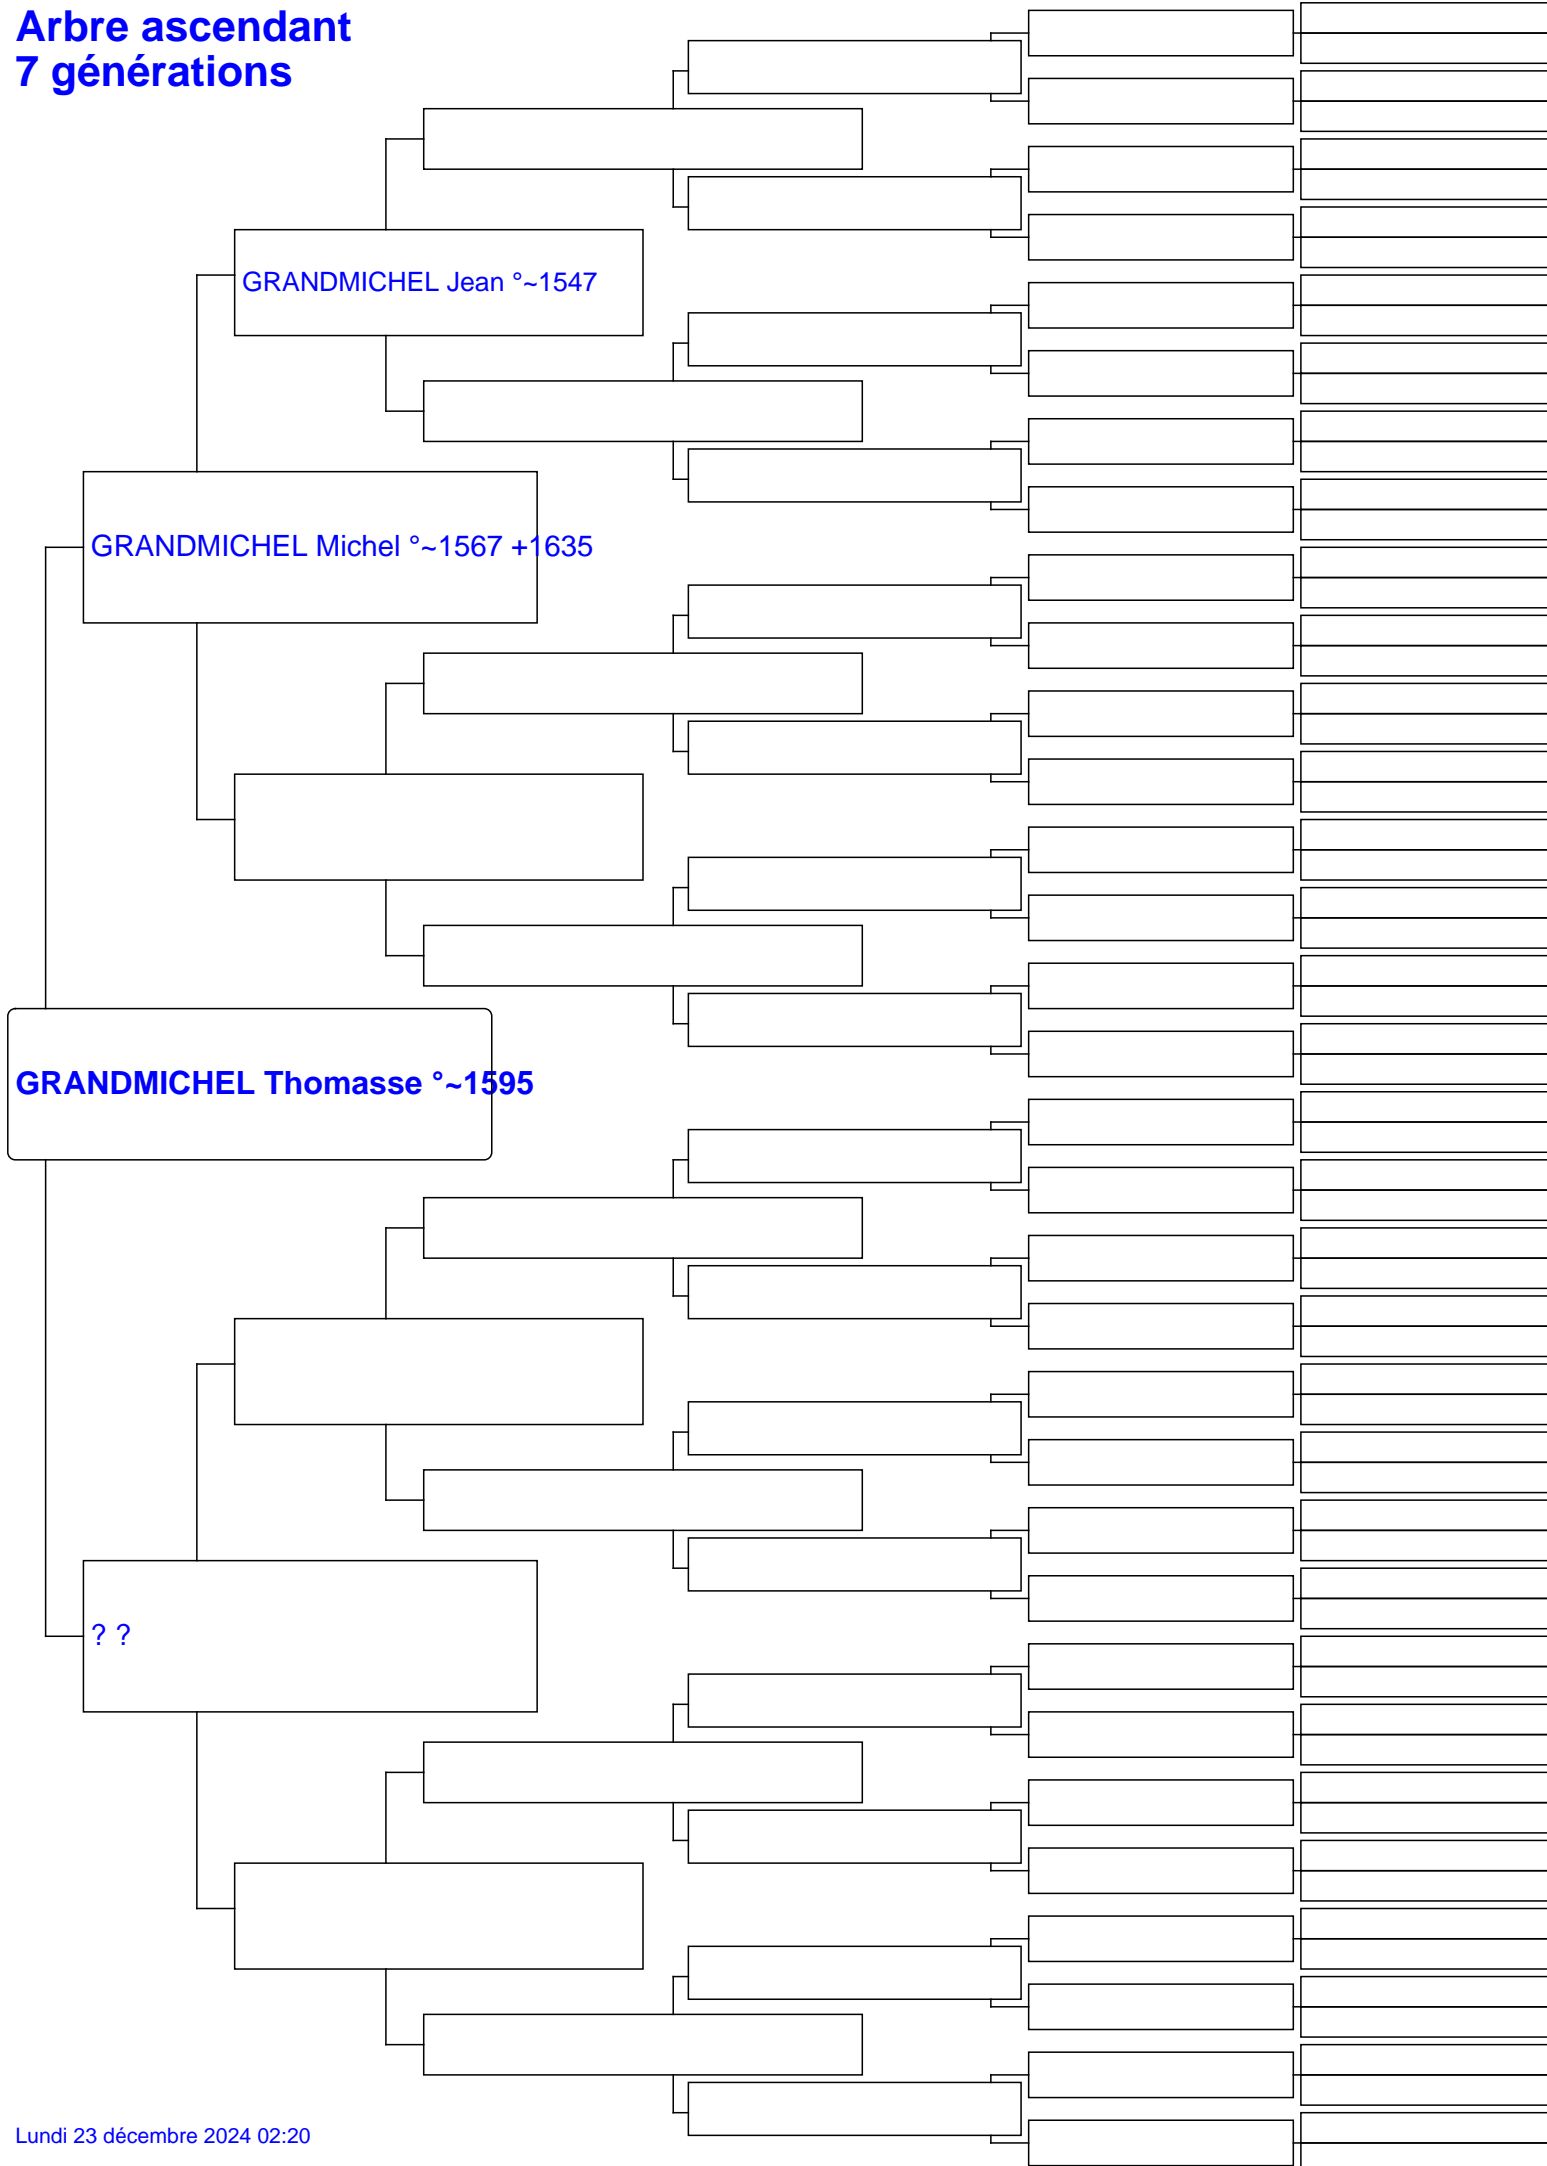 Arbre ascendant
7 générations
GRANDMICHEL Jean °~1547
GRANDMICHEL Michel °~1567 +1635
GRANDMICHEL Thomasse °~1595
? ?
Lundi 23 décembre 2024 02:20